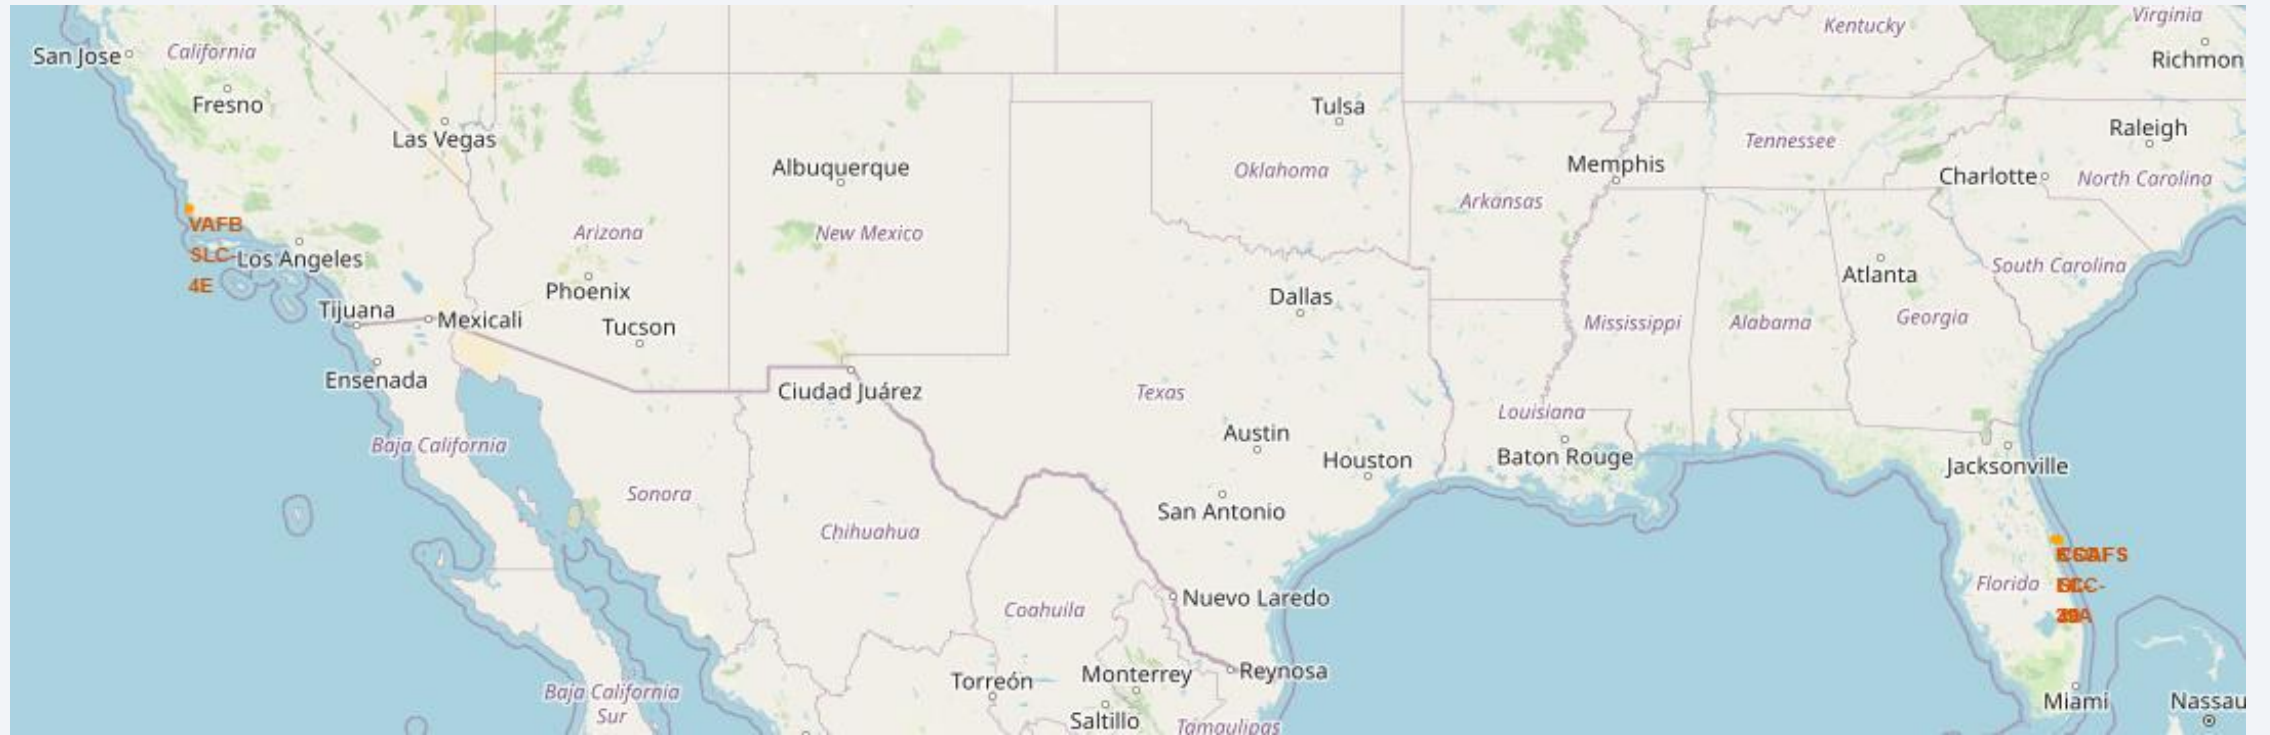 Kentucky
Virginia
San Jose
California
Richmon
Fresno
Tulsa
Las Vegas
Raleigh
Tennessee
Albuquerque
Oklahoma
Memphis
Charlotte
North Carolina
Arkansas
VAFB
SLC-
4E
Arizona
New Mexico
Los Angeles
South Carolina
Atlanta
Phoenix
Dallas
Tijuana
Mexicali
Tucson
Mississippi
Alabama
Georgia
Ensenada
Ciudad Juárez
Texas
Louisiana
Austin
Baja California
Houston
Baton Rouge
Jacksonville
Sonora
San Antonio
Chihuahua
Florida
Nuevo Laredo
Coahuila
Torreón
Monterrey
Reynosa
Baja California
Sur
Miami
Nassau
Saltillo
Tamaulipas